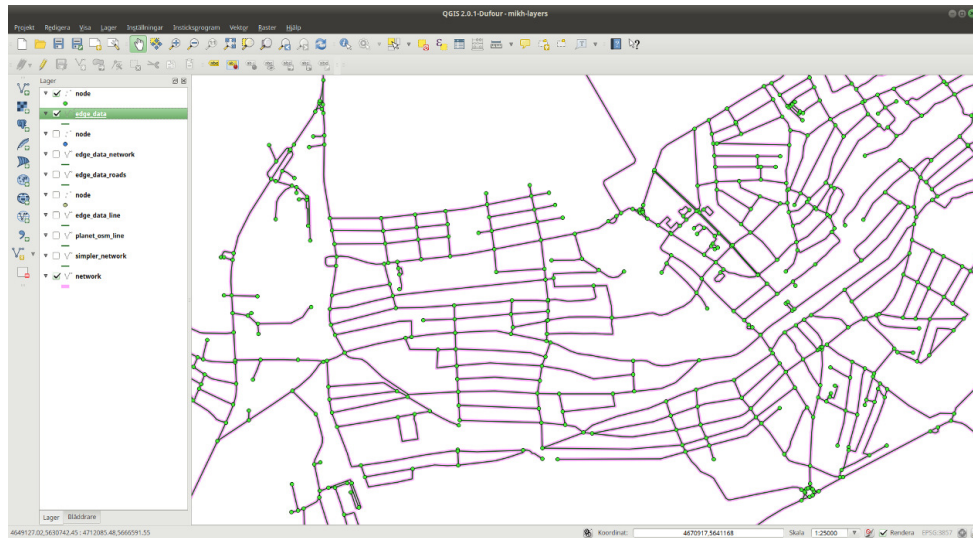 QGIS 2.0.1-Dufour - mikh-layers
Projekt Redigera Visa Lager Inställningar Insticksprogram Vektor Raster Hjälp
Lager
node
edge_data
node
edge_data_network
edge_data_roads
node
edge_data_line
planet_osm_line
simpler_network
network
Lager Bläddrare
4649127.02,5630742.45 : 4712085.48,5666591.55 Koordinat: 4670917,5641168 Skala 1:25000 Rendera EPSG:3857